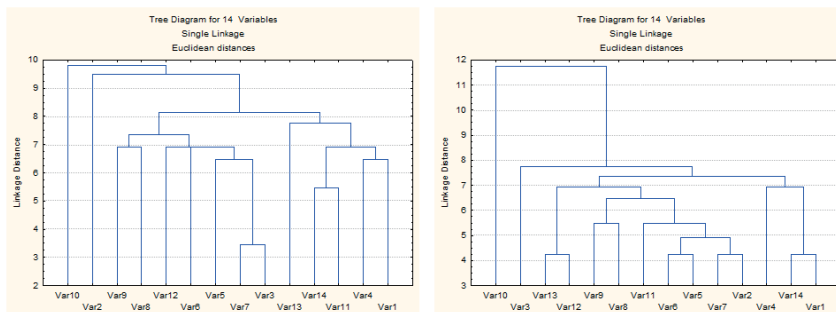 Tree Diagram for 14 Variables
Single Linkage
Euclidean distances
10
9
8
7
6
5
4
3
2
Linkage Distance
Var10 Var9 Var12 Var5 Var3 Var14 Var4
Var2 Var8 Var6 Var7 Var13 Var11 Var1
Tree Diagram for 14 Variables
Single Linkage
Euclidean distances
12
11
10
9
8
7
6
5
4
3
Linkage Distance
Var10 Var13 Var9 Var11 Var5 Var2 Var14
Var3 Var12 Var8 Var6 Var7 Var4 Var1